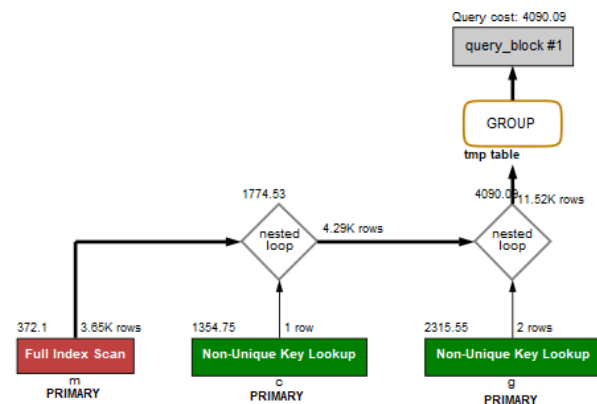 Query cost: 4090.09
query_block #1
GROUP
tmp table
1774.53
4090.09
11.52K rows
nested
loop
4.29K rows
nested
loop
372.1
3.65K rows
1354.75
1 row
2315.55
2 rows
Full Index Scan
Non-Unique Key Lookup
Non-Unique Key Lookup
m
c
g
PRIMARY
PRIMARY
PRIMARY